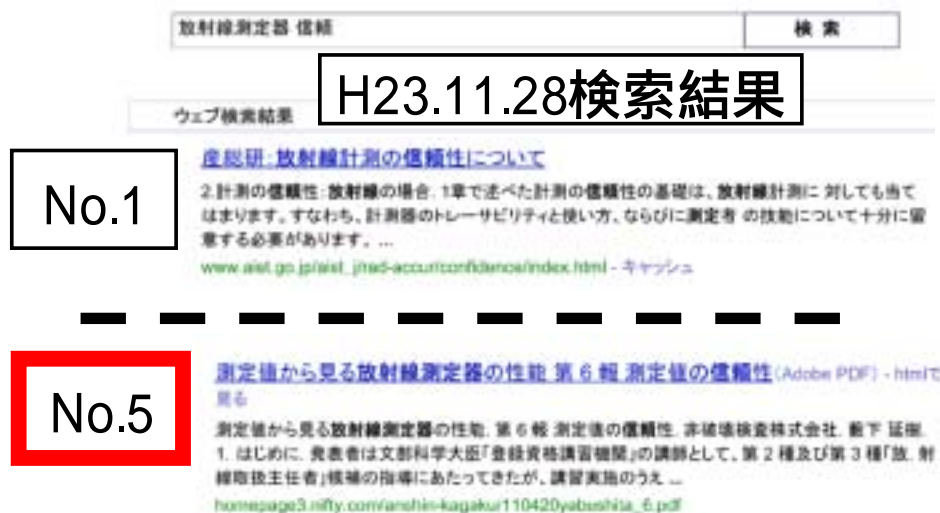 放射線測定器 信頼
検 索
H23.11.28検索結果
ウェブ検索結果
No.1
産総研:放射線計測の信頼性について
2.計測の信頼性:放射線の場合. 1章で述べた計測の信頼性の基礎は、放射線計測に 対しても当て
はまります。すなわち、計測器のトレーサビリティと使い方、ならびに測定者 の技能について十分に留
意する必要があります。 ...
www.aist.go.jp/aist_j/rad-accur/confidence/index.html - キャッシュ
No.5
測定値から見る放射線測定器の性能 第 6 報 測定値の信頼性(Adobe PDF) - htmlで
見る
測定値から見る放射線測定器の性能. 第 6 報 測定値の信頼性. 非破壊検査株式会社. 藪下 延樹.
1. はじめに. 発表者は文部科学大臣「登録資格講習機関」の講師として、第 2 種及び第 3 種「放. 射
線取扱主任者」候補の指導にあたってきたが、講習実施のうえ ...
homepage3.nifty.com/anshin-kagaku/110420yabushita_6.pdf